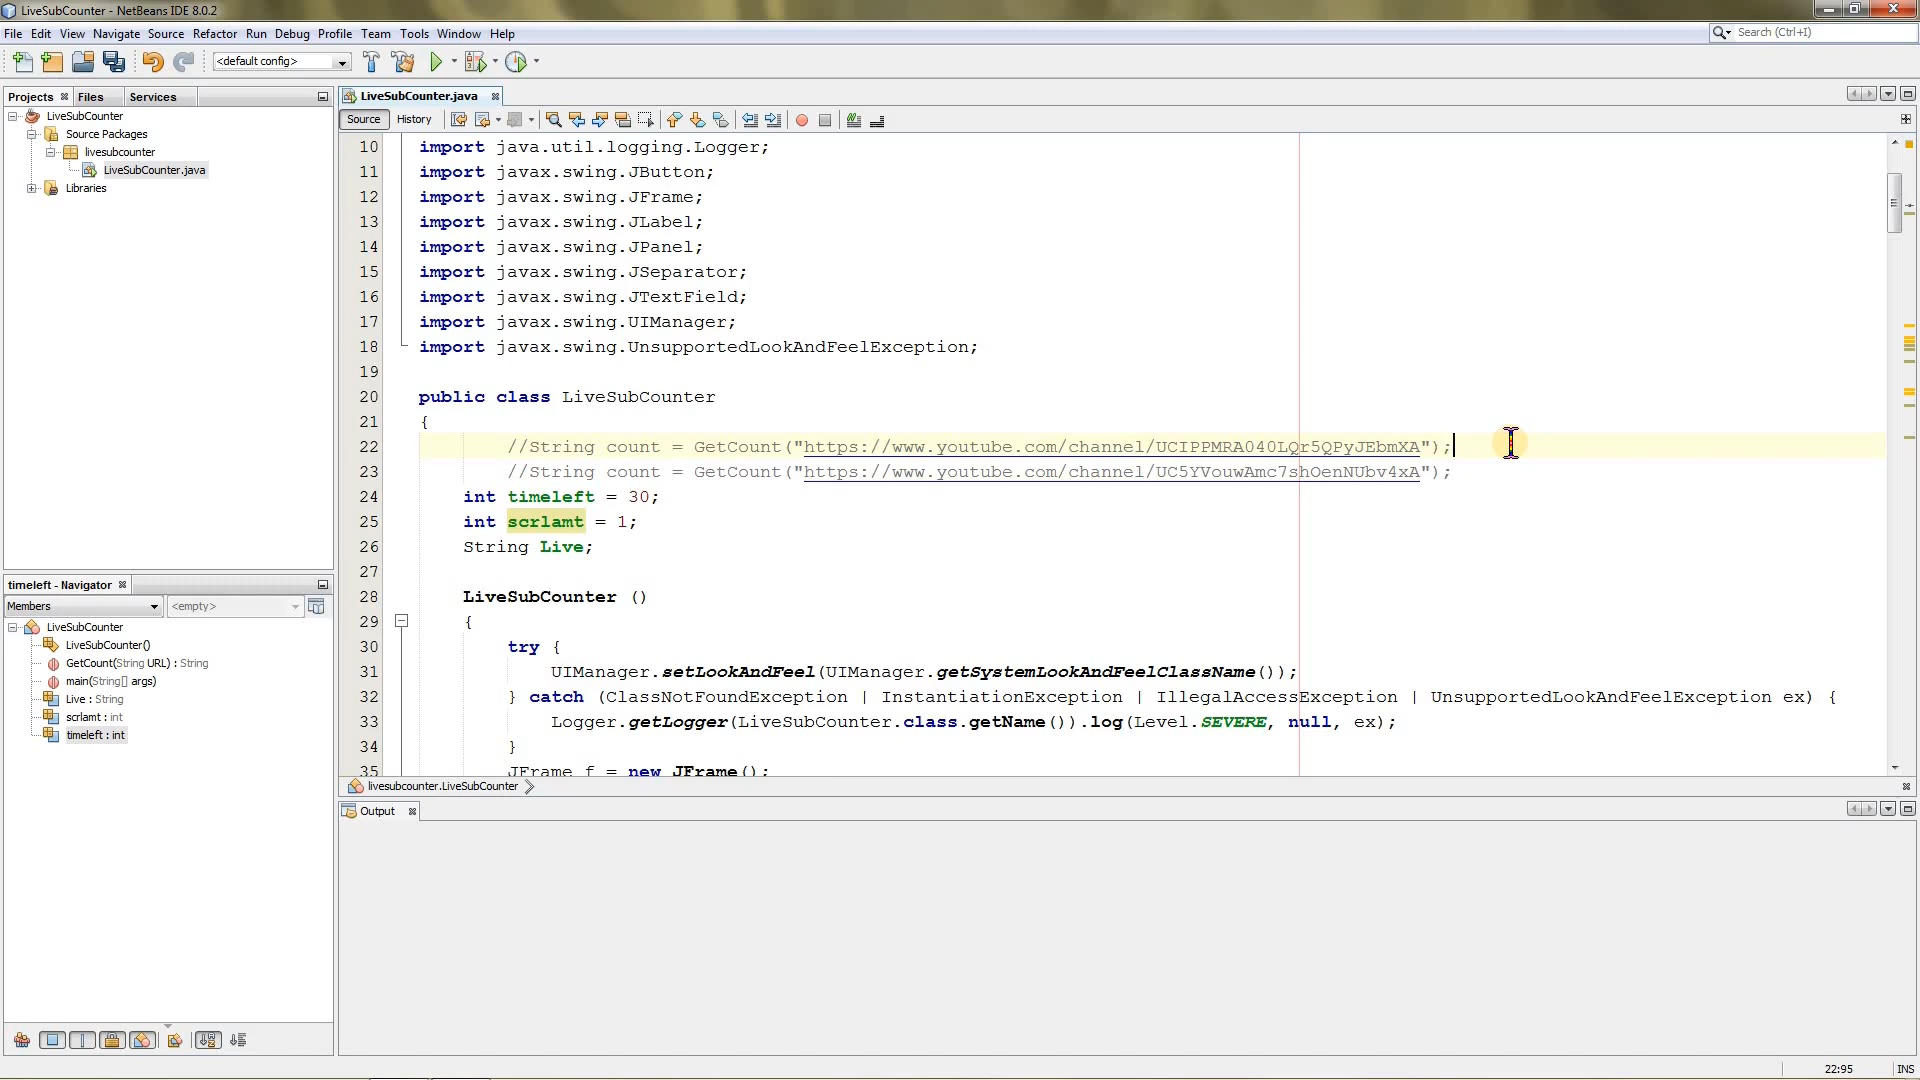 LiveSubCounter - NetBeans IDE 8.0.2
File Edit View Navigate Source Refactor Run Debug Profile Team Tools Window Help
Search (Ctrl+I)
<default config>
Projects Files Services
LiveSubCounter
Source Packages
livesubcounter
LiveSubCounter.java
Libraries
LiveSubCounter.java
Source History
10 import java.util.logging.Logger;
11 import javax.swing.JButton;
12 import javax.swing.JFrame;
13 import javax.swing.JLabel;
14 import javax.swing.JPanel;
15 import javax.swing.JSeparator;
16 import javax.swing.JTextField;
17 import javax.swing.UIManager;
18 import javax.swing.UnsupportedLookAndFeelException;
19
20 public class LiveSubCounter
21 {
22 //String count = GetCount("https://www.youtube.com/channel/UCIPPMRA040LQr5QPyJEbmXA");
23 //String count = GetCount("https://www.youtube.com/channel/UC5YVouwAmc7shOenNUbv4xA");
24 int timeleft = 30;
25 int scrlamt = 1;
26 String Live;
27
28 LiveSubCounter ()
29 {
30 try {
31 UIManager.setLookAndFeel(UIManager.getSystemLookAndFeelClassName());
32 } catch (ClassNotFoundException | InstantiationException | IllegalAccessException | UnsupportedLookAndFeelException ex) {
33 Logger.getLogger(LiveSubCounter.class.getName()).log(Level.SEVERE, null, ex);
34 }
35 JFrame f = new JFrame();
livesubcounter.LiveSubCounter
timeleft - Navigator
Members <empty>
LiveSubCounter
LiveSubCounter()
GetCount(String URL) : String
main(String[] args)
Live : String
scrlamt : int
timeleft : int
Output
22:95 INS